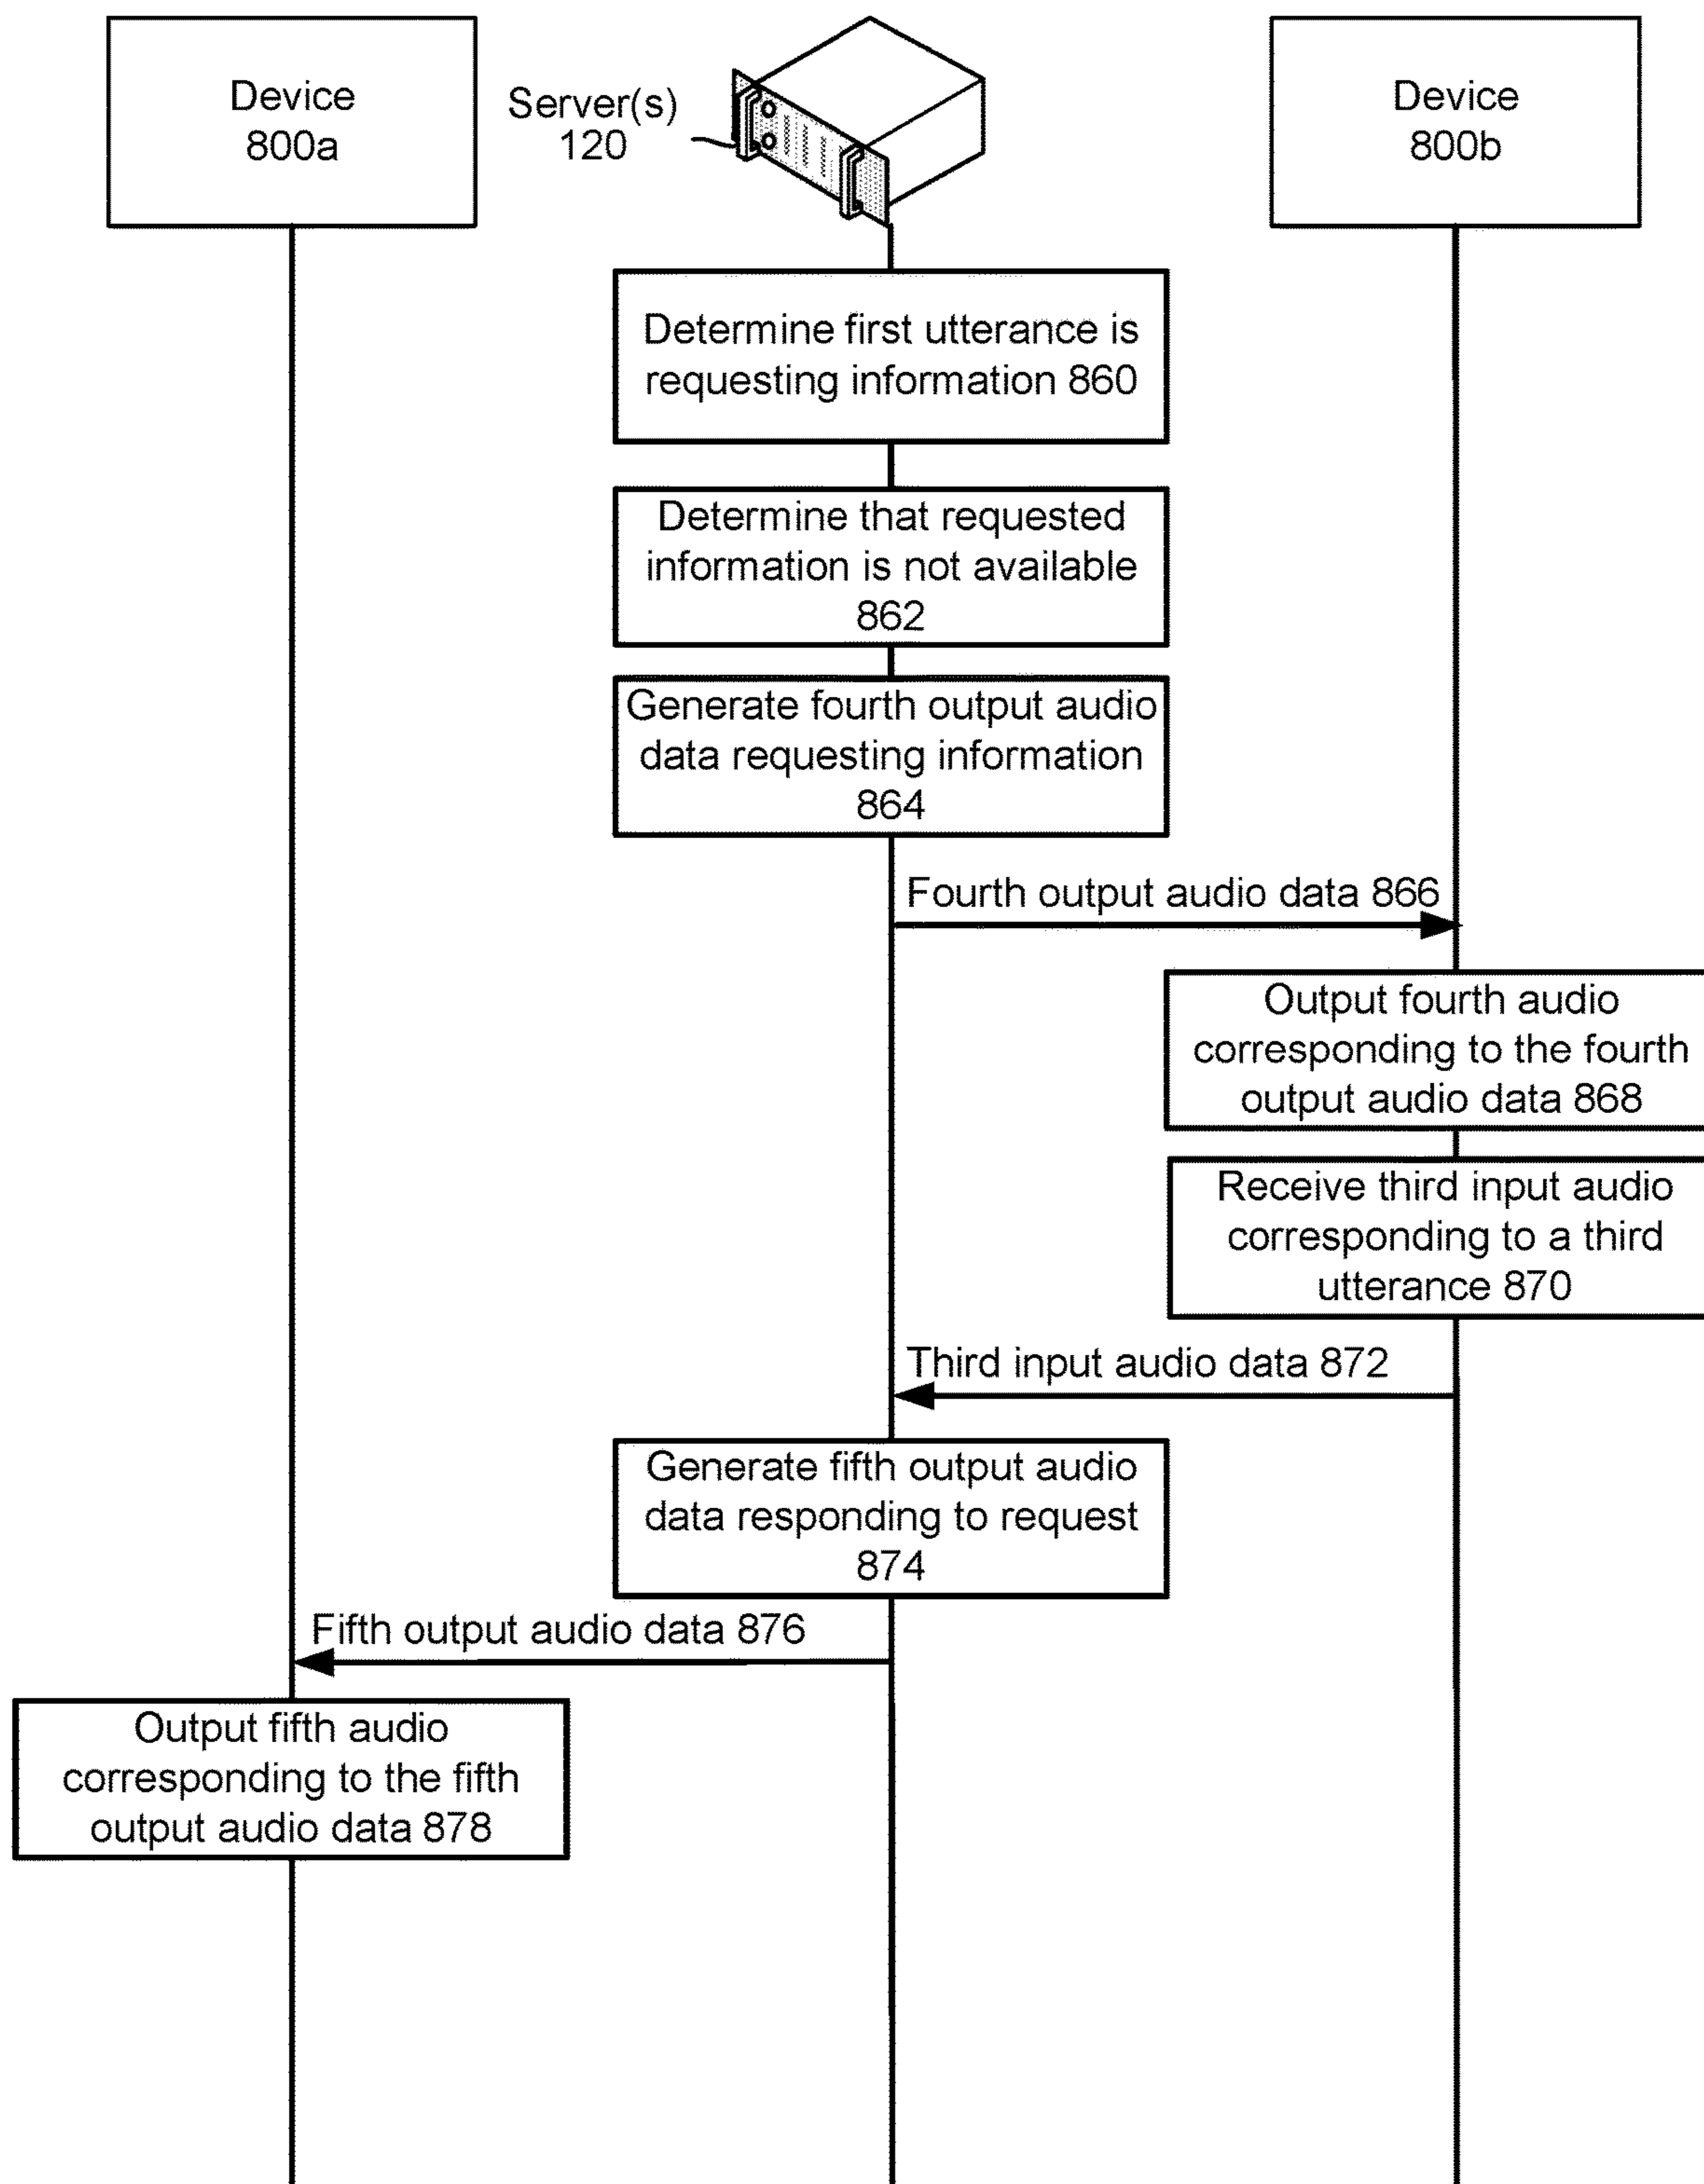 Device
800a
Server(s)
120
Device
800b
Determine first utterance is
requesting information 860
Determine that requested
information is not available
862
Generate fourth output audio
data requesting information
864
Fourth output audio data 866
Output fourth audio
corresponding to the fourth
output audio data 868
Receive third input audio
corresponding to a third
utterance 870
Third input audio data 872
Generate fifth output audio
data responding to request
874
Fifth output audio data 876
Output fifth audio
corresponding to the fifth
output audio data 878